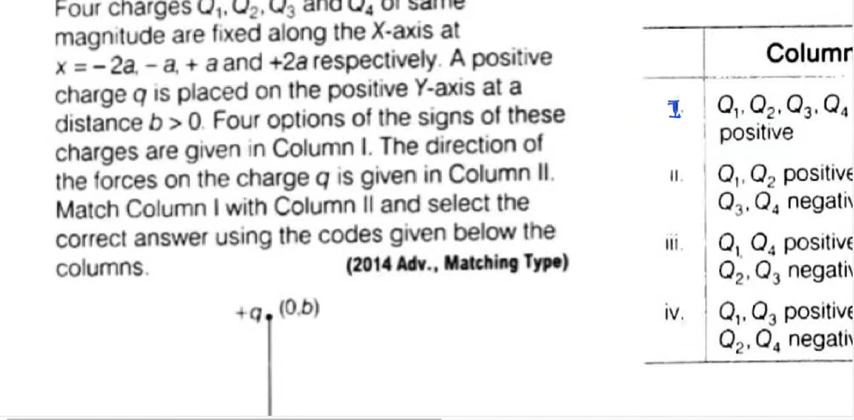 Four charges Q₁, Q₂, Q₃ and Q₄ of same
magnitude are fixed along the X-axis at
x = – 2a, – a, + a and +2a respectively. A positive
charge q is placed on the positive Y-axis at a
distance b > 0. Four options of the signs of these
charges are given in Column I. The direction of
the forces on the charge q is given in Column II.
Match Column I with Column II and select the
correct answer using the codes given below the
columns. (2014 Adv., Matching Type)
+q (0,b)
Column
I. Q₁, Q₂, Q₃, Q₄
positive
ii. Q₁, Q₂ positive
Q₃, Q₄ negativ
iii. Q₁ Q₄ positive
Q₂, Q₃ negativ
iv. Q₁, Q₃ positive
Q₂, Q₄ negativ